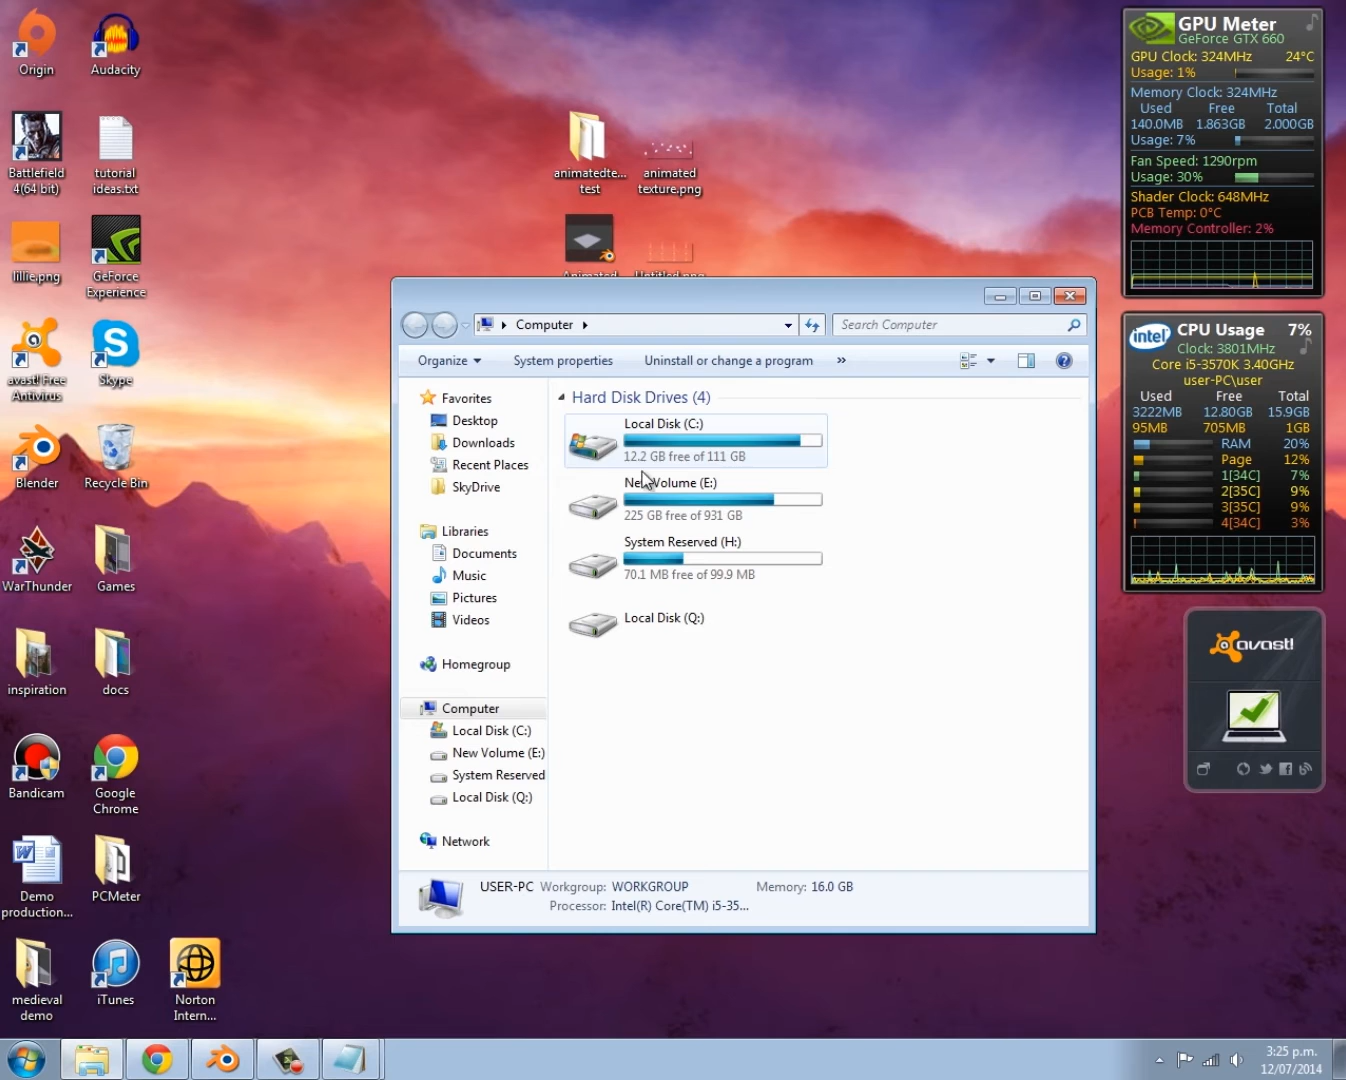 Origin
Audacity
Battlefield
4(64 bit)
tutorial
ideas.txt
lillie.png
GeForce
Experience
avast! Free
Antivirus
Skype
Blender
Recycle Bin
WarThunder
Games
inspiration
docs
Bandicam
Google
Chrome
Demo
production...
PCMeter
medieval
demo
iTunes
Norton
Intern...
animatedte...
test
animated
texture.png
Animated
Untitled.png
Computer
Search Computer
Organize
System properties
Uninstall or change a program
»
Favorites
Desktop
Downloads
Recent Places
SkyDrive
Libraries
Documents
Music
Pictures
Videos
Homegroup
Computer
Local Disk (C:)
New Volume (E:)
System Reserved
Local Disk (Q:)
Network
Hard Disk Drives (4)
Local Disk (C:)
12.2 GB free of 111 GB
New Volume (E:)
225 GB free of 931 GB
System Reserved (H:)
70.1 MB free of 99.9 MB
Local Disk (Q:)
USER-PC Workgroup: WORKGROUP Memory: 16.0 GB
Processor: Intel(R) Core(TM) i5-35...
GPU Meter
GeForce GTX 660
GPU Clock: 324MHz 24°C
Usage: 1%
Memory Clock: 324MHz
Used Free Total
140.0MB 1.863GB 2.000GB
Usage: 7%
Fan Speed: 1290rpm
Usage: 30%
Shader Clock: 648MHz
PCB Temp: 0°C
Memory Controller: 2%
intel CPU Usage 7%
Clock: 3801MHz
Core i5-3570K 3.40GHz
user-PC\user
Used Free Total
3222MB 12.80GB 15.9GB
95MB 705MB 1GB
RAM 20%
Page 12%
1[34C] 7%
2[35C] 9%
3[35C] 9%
4[34C] 3%
avast!
3:25 p.m.
12/07/2014